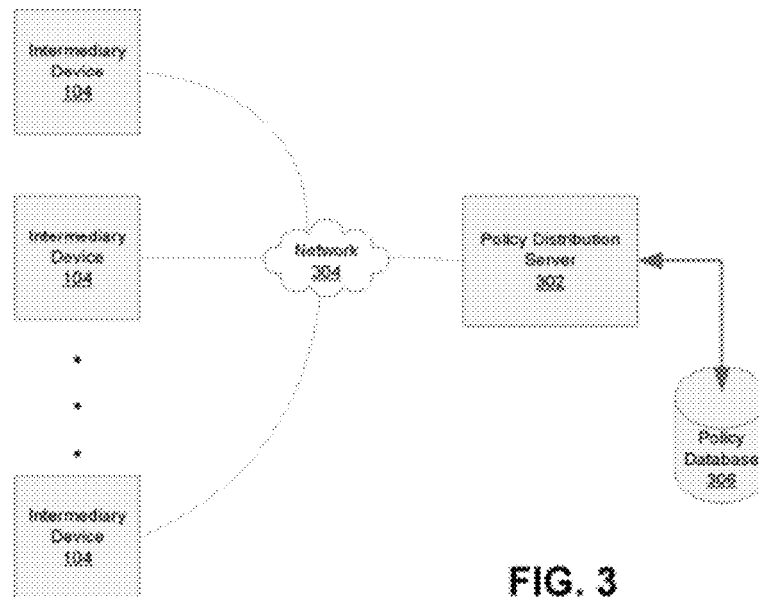 Intermediary
Device
104
Intermediary
Device
104
Intermediary
Device
104
Network
304
Policy Distribution
Server
302
Policy
Database
FIG. 3